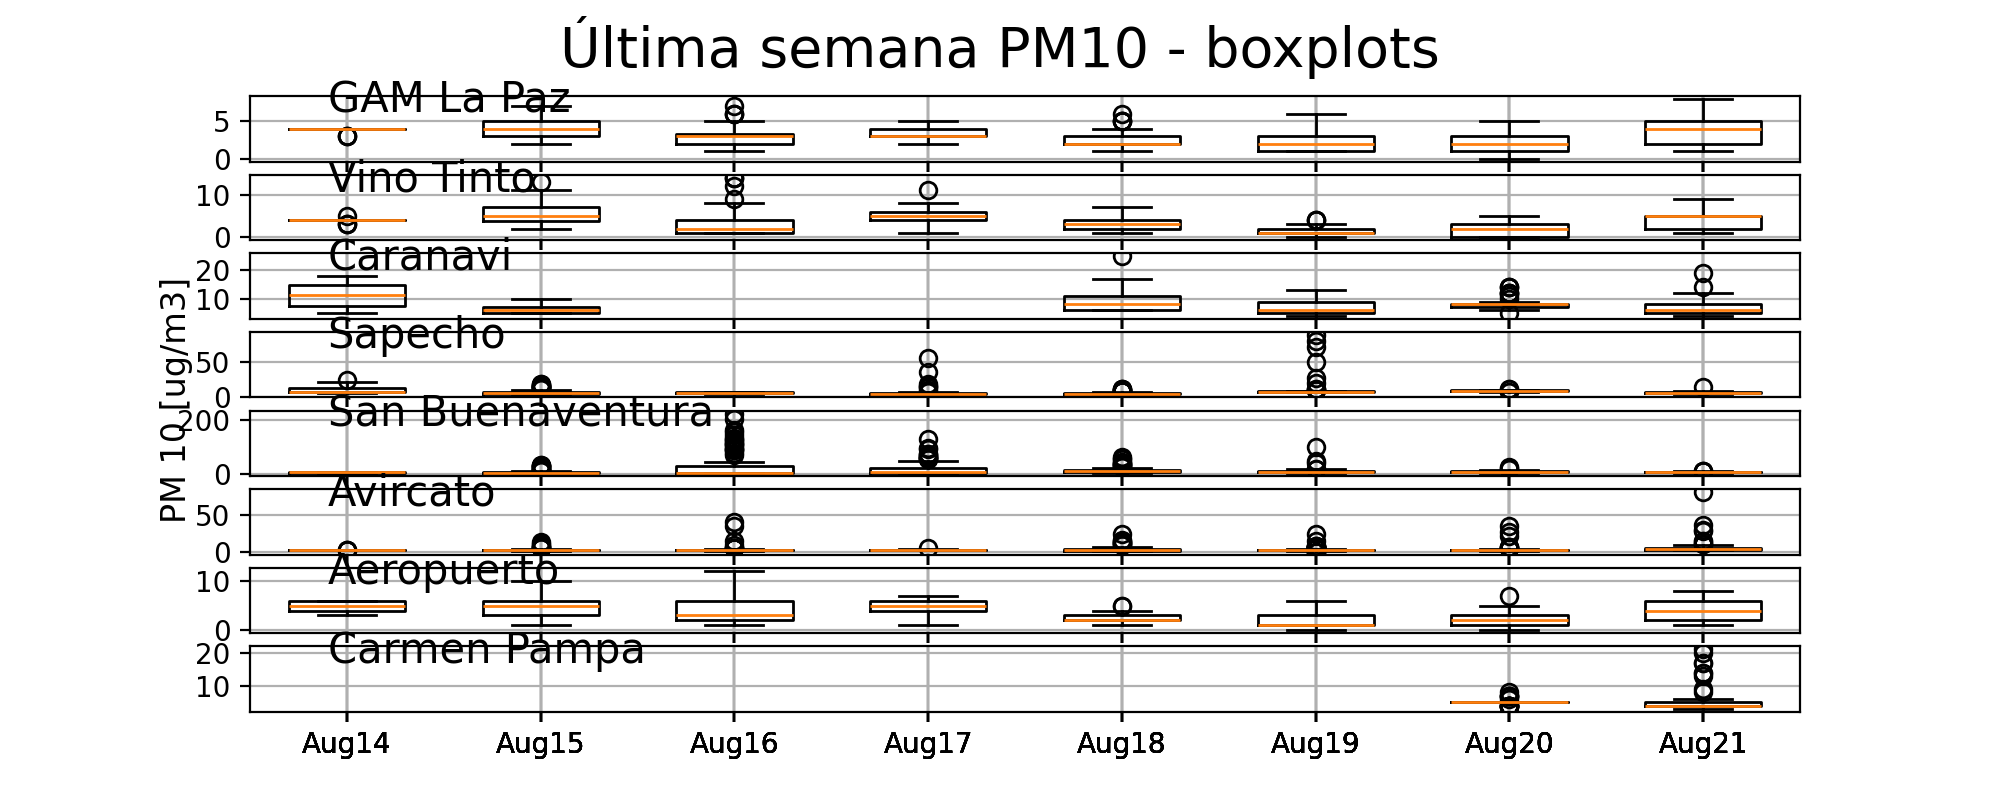 Última semana PM10 - boxplots
PM 10 [ug/m3]
GAM La Paz
5
0
Vino Tinto
10
0
Caranavi
20
10
Sapecho
50
0
San Buenaventura
200
0
Avircato
50
0
Aeropuerto
10
0
Carmen Pampa
20
10
Aug14 Aug15 Aug16 Aug17 Aug18 Aug19 Aug20 Aug21